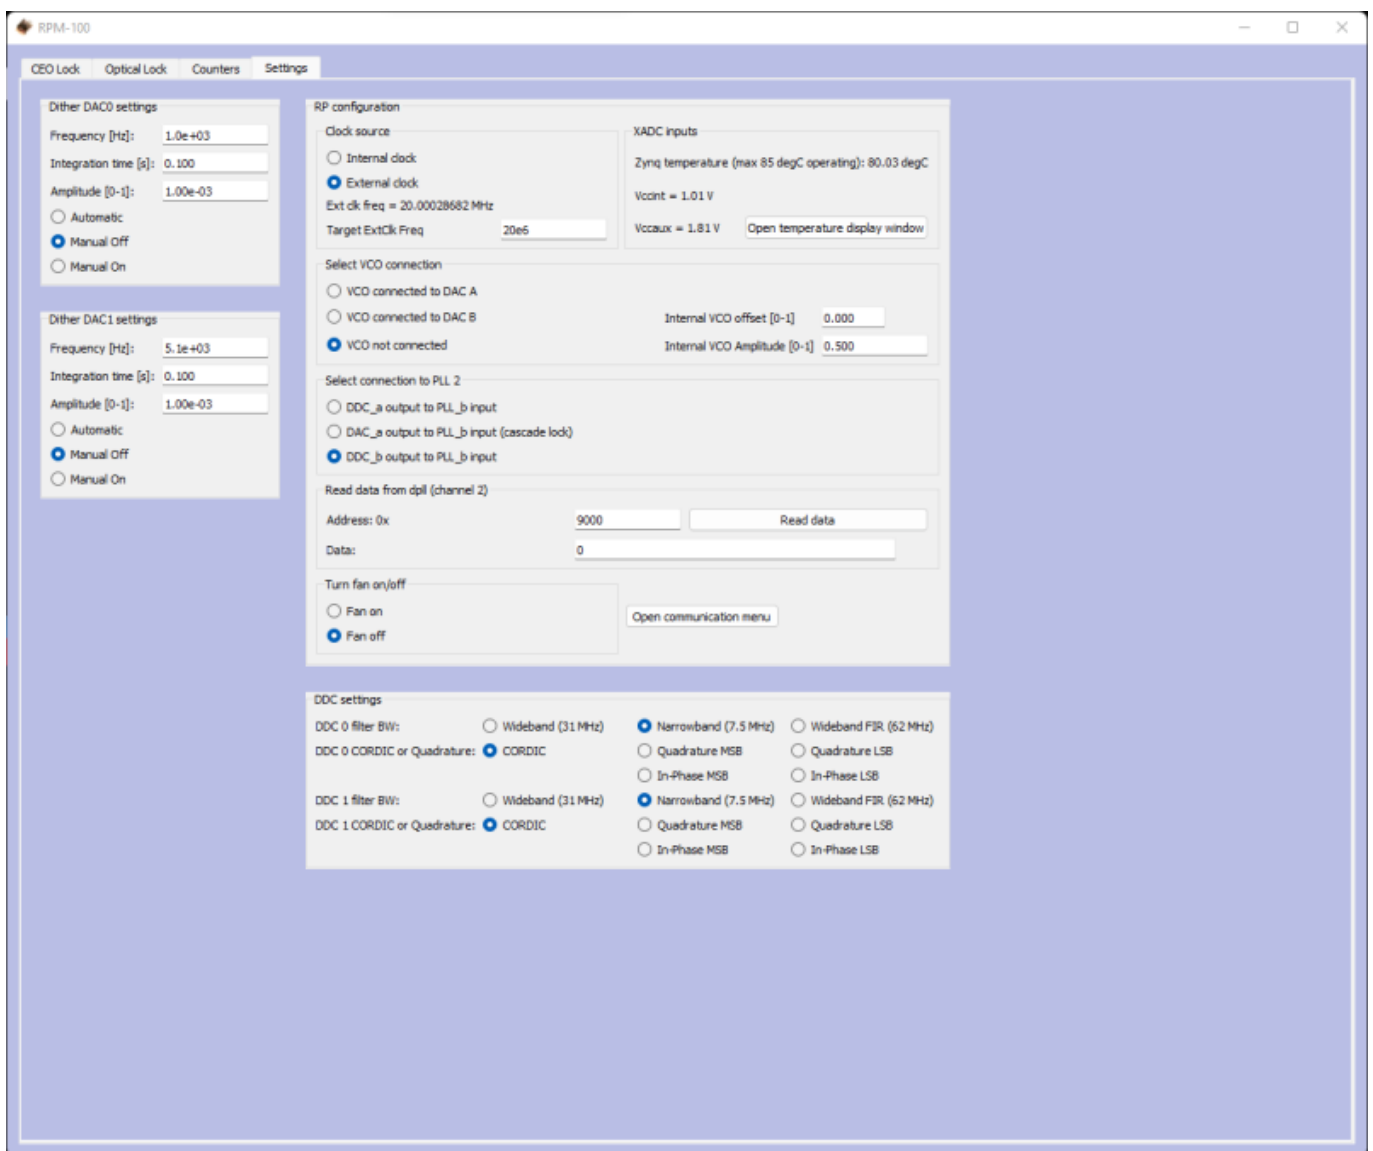 RPM-100
CEO Lock Optical Lock Counters Settings
Dither DAC0 settings
Frequency [Hz]: 1.0e+03
Integration time [s]: 0.100
Amplitude [0-1]: 1.00e-03
Automatic
Manual Off
Manual On
Dither DAC1 settings
Frequency [Hz]: 5.1e+03
Integration time [s]: 0.100
Amplitude [0-1]: 1.00e-03
Automatic
Manual Off
Manual On
RP configuration
Clock source
Internal clock
External clock
Ext clk freq = 20.00028682 MHz
Target ExtClk Freq 20e6
XADC inputs
Zynq temperature (max 85 degC operating): 80.03 degC
Vccint = 1.01 V
Vccaux = 1.81 V Open temperature display window
Select VCO connection
VCO connected to DAC A
VCO connected to DAC B Internal VCO offset [0-1] 0.000
VCO not connected Internal VCO Amplitude [0-1] 0.500
Select connection to PLL 2
DDC_a output to PLL_b input
DAC_a output to PLL_b input (cascade lock)
DDC_b output to PLL_b input
Read data from dpll (channel 2)
Address: 0x 9000 Read data
Data: 0
Turn fan on/off
Fan on
Fan off
Open communication menu
DDC settings
DDC 0 filter BW: Wideband (31 MHz) Narrowband (7.5 MHz) Wideband FIR (62 MHz)
DDC 0 CORDIC or Quadrature: CORDIC Quadrature MSB Quadrature LSB
In-Phase MSB In-Phase LSB
DDC 1 filter BW: Wideband (31 MHz) Narrowband (7.5 MHz) Wideband FIR (62 MHz)
DDC 1 CORDIC or Quadrature: CORDIC Quadrature MSB Quadrature LSB
In-Phase MSB In-Phase LSB